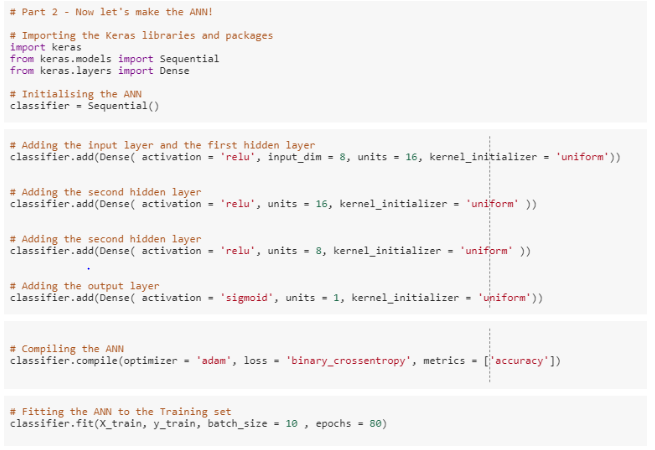 # Part 2 - Now let's make the ANN!
# Importing the Keras libraries and packages
import keras
from keras.models import Sequential
from keras.layers import Dense
# Initialising the ANN
classifier = Sequential()
# Adding the input layer and the first hidden layer
classifier.add(Dense( activation = 'relu', input_dim = 8, units = 16, kernel_initializer = 'uniform'))
# Adding the second hidden layer
classifier.add(Dense( activation = 'relu', units = 16, kernel_initializer = 'uniform' ))
# Adding the second hidden layer
classifier.add(Dense( activation = 'relu', units = 8, kernel_initializer = 'uniform' ))
# Adding the output layer
classifier.add(Dense( activation = 'sigmoid', units = 1, kernel_initializer = 'uniform'))
# Compiling the ANN
classifier.compile(optimizer = 'adam', loss = 'binary_crossentropy', metrics = ['accuracy'])
# Fitting the ANN to the Training set
classifier.fit(X_train, y_train, batch_size = 10 , epochs = 80)